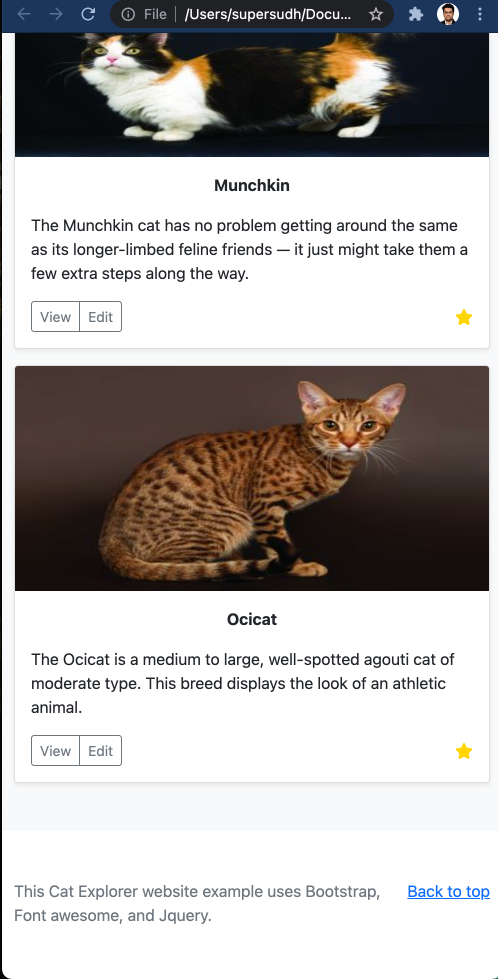 File /Users/supersudh/Docu...
Munchkin
The Munchkin cat has no problem getting around the same
as its longer-limbed feline friends — it just might take them a
few extra steps along the way.
View Edit
Ocicat
The Ocicat is a medium to large, well-spotted agouti cat of
moderate type. This breed displays the look of an athletic
animal.
View Edit
This Cat Explorer website example uses Bootstrap, Back to top
Font awesome, and Jquery.